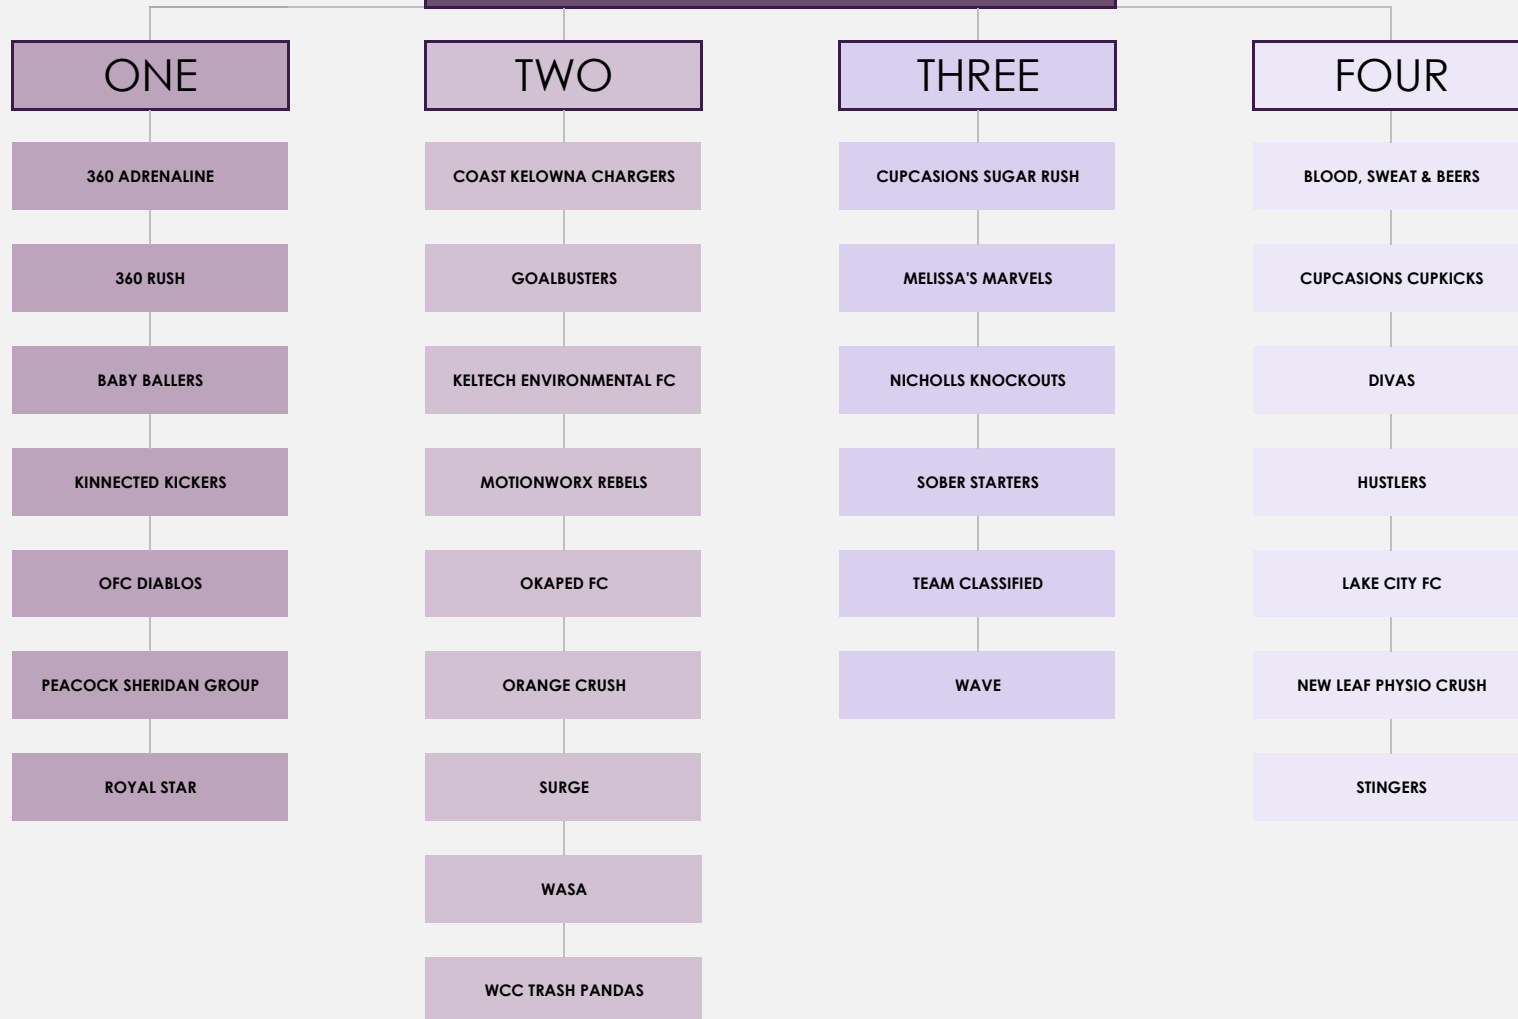 ONE
360 ADRENALINE
360 RUSH
BABY BALLERS
KINNECTED KICKERS
OFC DIABLOS
PEACOCK SHERIDAN GROUP
ROYAL STAR
TWO
COAST KELOWNA CHARGERS
GOALBUSTERS
KELTECH ENVIRONMENTAL FC
MOTIONWORX REBELS
OKAPED FC
ORANGE CRUSH
SURGE
WASA
WCC TRASH PANDAS
THREE
CUPCASIONS SUGAR RUSH
MELISSA'S MARVELS
NICHOLLS KNOCKOUTS
SOBER STARTERS
TEAM CLASSIFIED
WAVE
FOUR
BLOOD, SWEAT & BEERS
CUPCASIONS CUPKICKS
DIVAS
HUSTLERS
LAKE CITY FC
NEW LEAF PHYSIO CRUSH
STINGERS